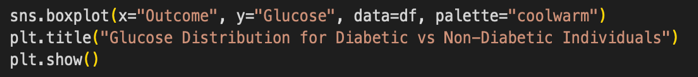 sns.boxplot(x="Outcome", y="Glucose", data=df, palette="coolwarm")
plt.title("Glucose Distribution for Diabetic vs Non-Diabetic Individuals")
plt.show()